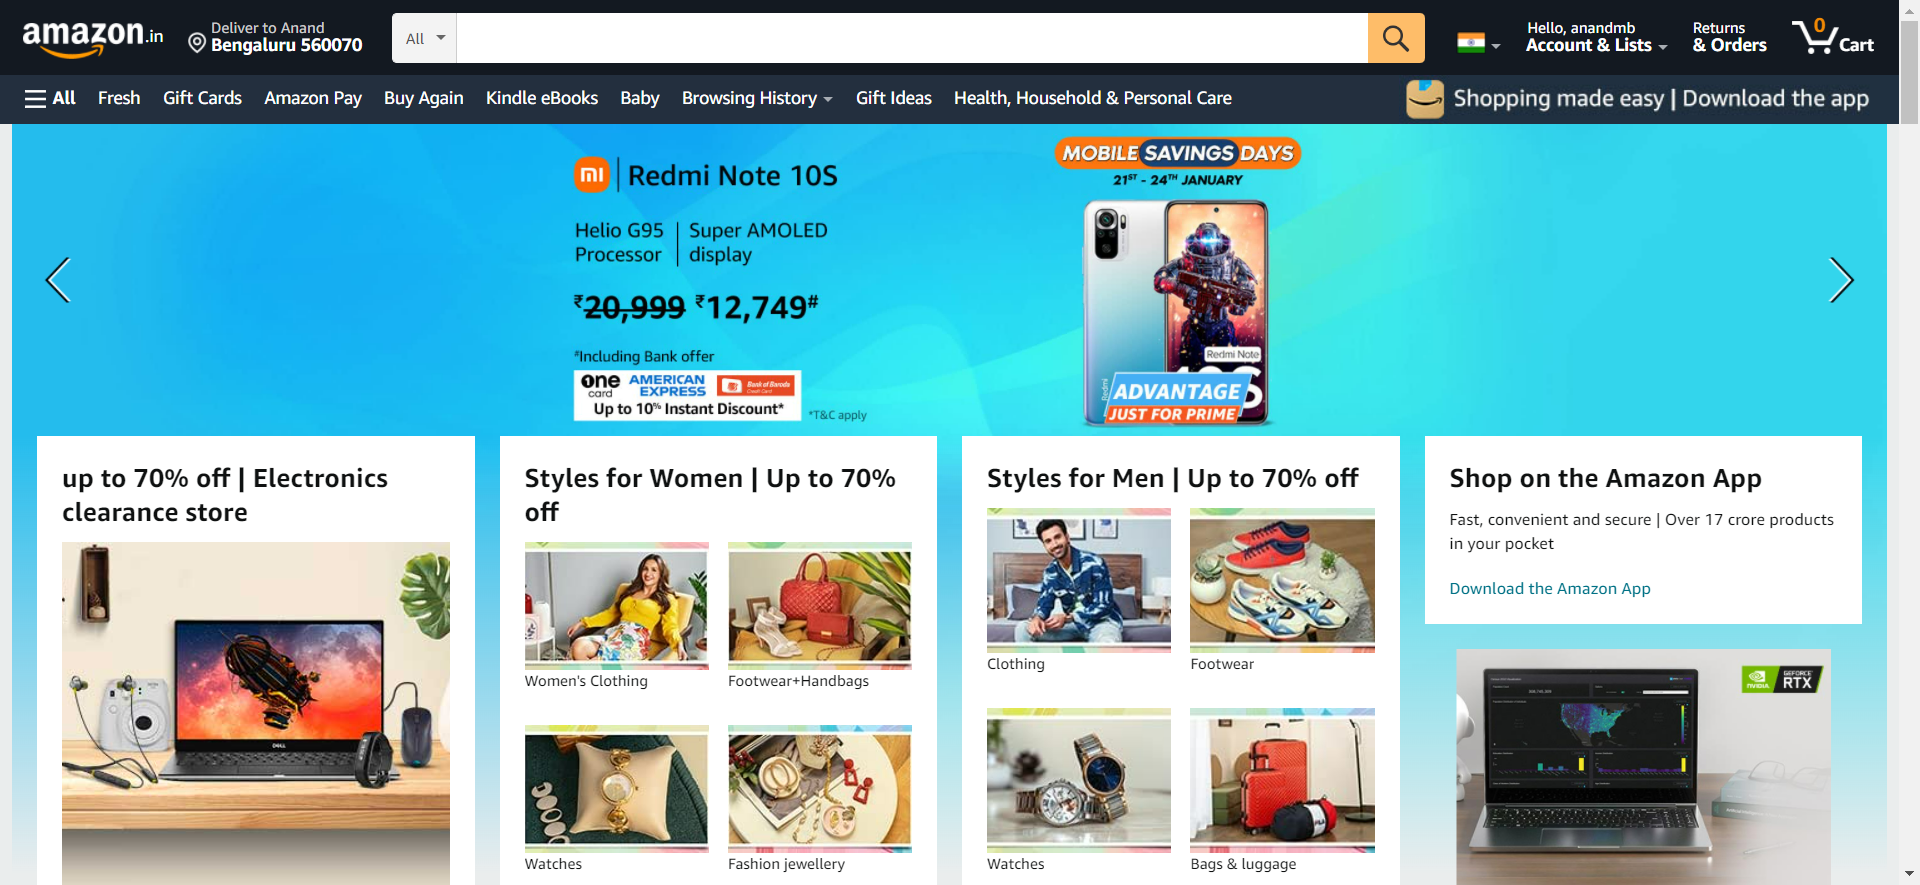 amazon.in
Deliver to Anand
Bengaluru 560070
All
Hello, anandmb
Account & Lists
Returns
& Orders
0
Cart
All
Fresh
Gift Cards
Amazon Pay
Buy Again
Kindle eBooks
Baby
Browsing History
Gift Ideas
Health, Household & Personal Care
Shopping made easy | Download the app
mi | Redmi Note 10S
Helio G95
Processor
Super AMOLED
display
₹20,999 ₹12,749#
#Including Bank offer
one
card
AMERICAN
EXPRESS
Bank of Baroda
Credit Card
Up to 10% Instant Discount*
*T&C apply
MOBILE SAVINGS DAYS
21ST - 24TH JANUARY
Redmi Note
10S
Redmi
ADVANTAGE
JUST FOR PRIME
up to 70% off | Electronics
clearance store
DELL
Styles for Women | Up to 70%
off
Women's Clothing
Footwear+Handbags
Watches
Fashion jewellery
Styles for Men | Up to 70% off
Clothing
Footwear
Watches
FILA
Bags & luggage
Shop on the Amazon App
Fast, convenient and secure | Over 17 crore products
in your pocket
Download the Amazon App
NVIDIA
GEFORCE
RTX